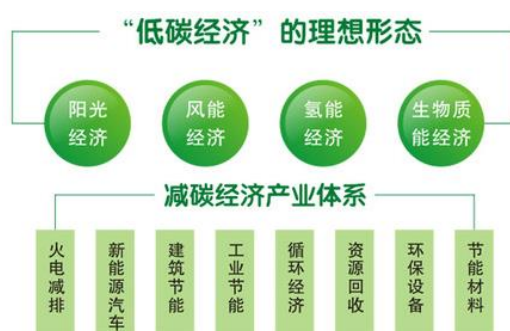 “低碳经济”的理想形态
阳光
经济
风能
经济
氢能
经济
生物质
能经济
减碳经济产业体系
火电减排
新能源汽车
建筑节能
工业节能
循环经济
资源回收
环保设备
节能材料